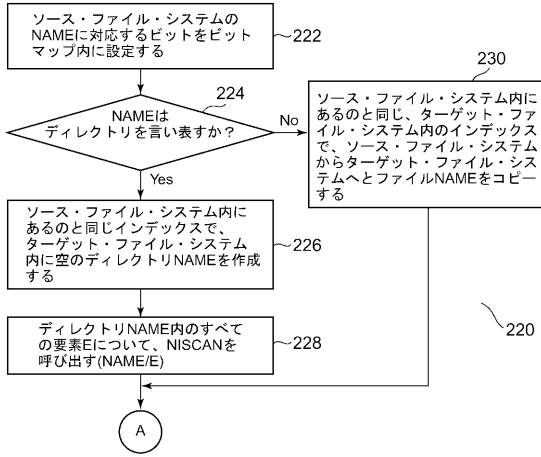 ソース・ファイル・システムの
NAMEに対応するビットをビット
マップ内に設定する
222
NAMEは
ディレクトリを言い表すか？
224
No
Yes
230
ソース・ファイル・システム内に
あるのと同じ、ターゲット・ファ
イル・システム内のインデックス
で、ソース・ファイル・システム
からターゲット・ファイル・シス
テムへとファイルNAMEをコピー
する
ソース・ファイル・システム内に
あるのと同じインデックスで、
ターゲット・ファイル・システム
内に空のディレクトリNAMEを作成
する
226
ディレクトリNAME内のすべて
の要素Eについて、NISCANを
呼び出す(NAME/E)
228
220
A